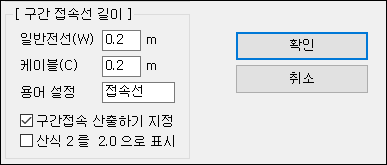 [ 구간 접속선 길이 ]
일반전선(W) 0.2 m
케이블(C) 0.2 m
용어 설정 접속선
구간접속 산출하기 지정
산식 2 를 2.0 으로 표시
확인
취소